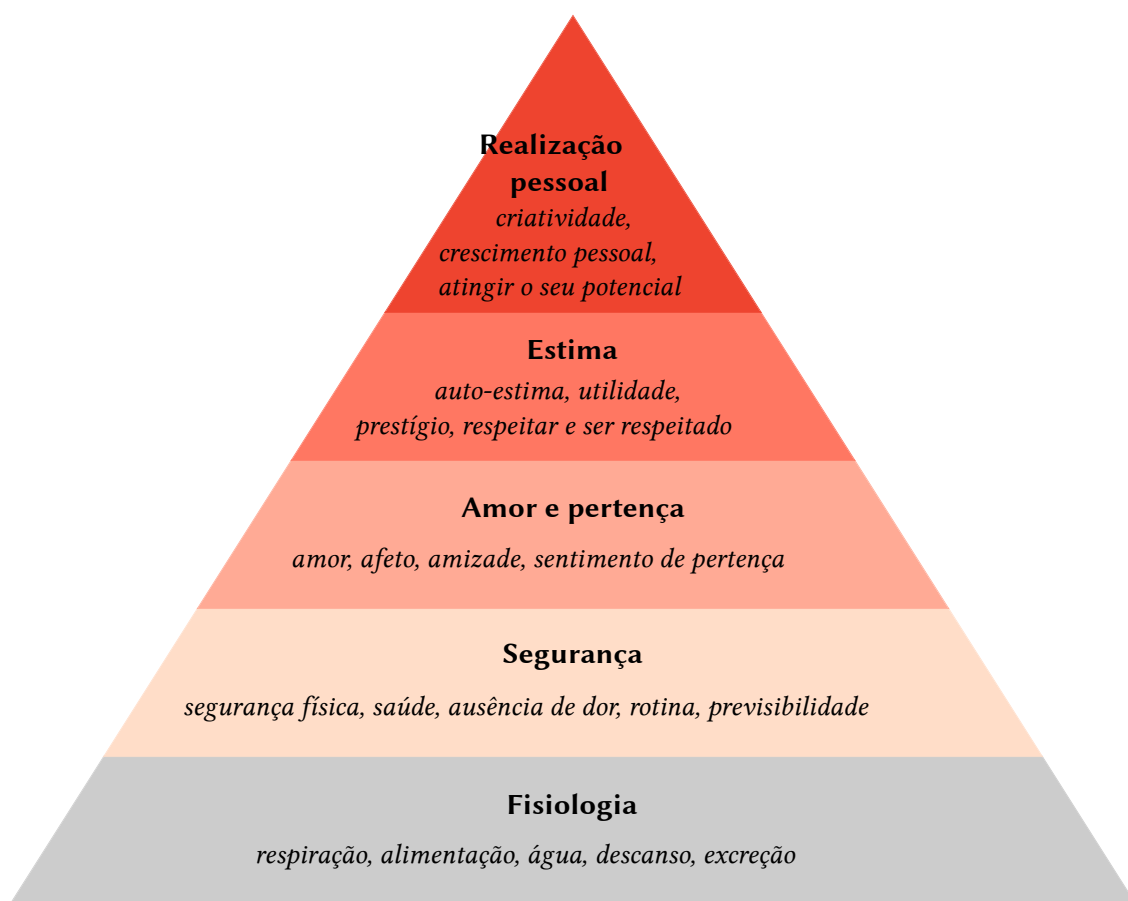 Realização
pessoal
criatividade,
crescimento pessoal,
atingir o seu potencial
Estima
auto-estima, utilidade,
prestígio, respeitar e ser respeitado
Amor e pertença
amor, afeto, amizade, sentimento de pertença
Segurança
segurança física, saúde, ausência de dor, rotina, previsibilidade
Fisiologia
respiração, alimentação, água, descanso, excreção